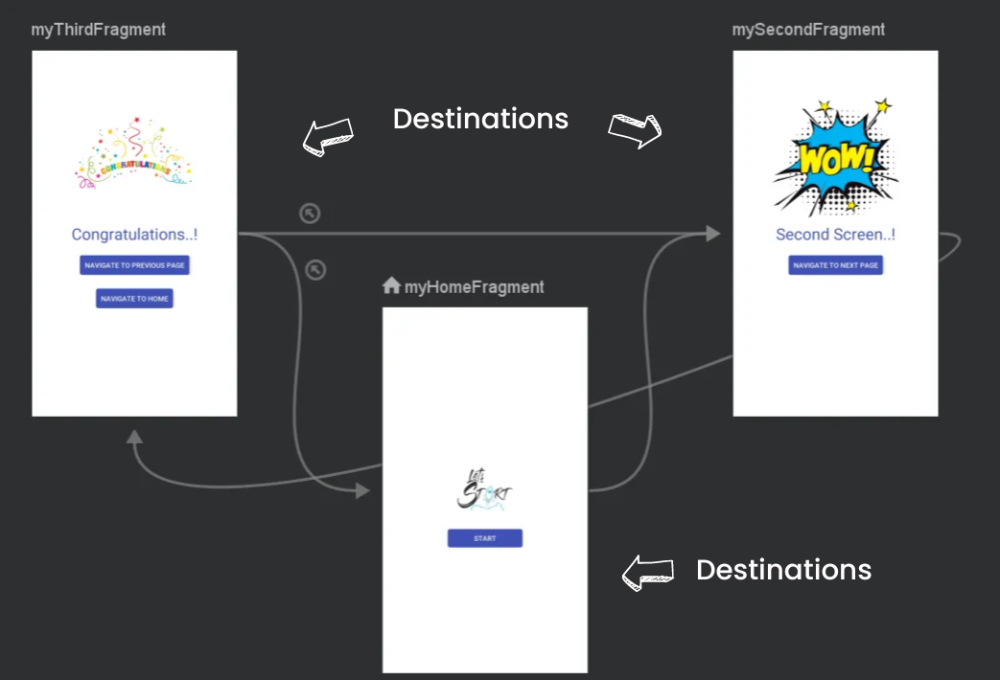 myThirdFragment
mySecondFragment
Destinations
CONGRATULATIONS
WOW!
Congratulations..!
Second Screen..!
NAVIGATE TO PREVIOUS PAGE
NAVIGATE TO NEXT PAGE
NAVIGATE TO HOME
myHomeFragment
Let's
START
START
Destinations